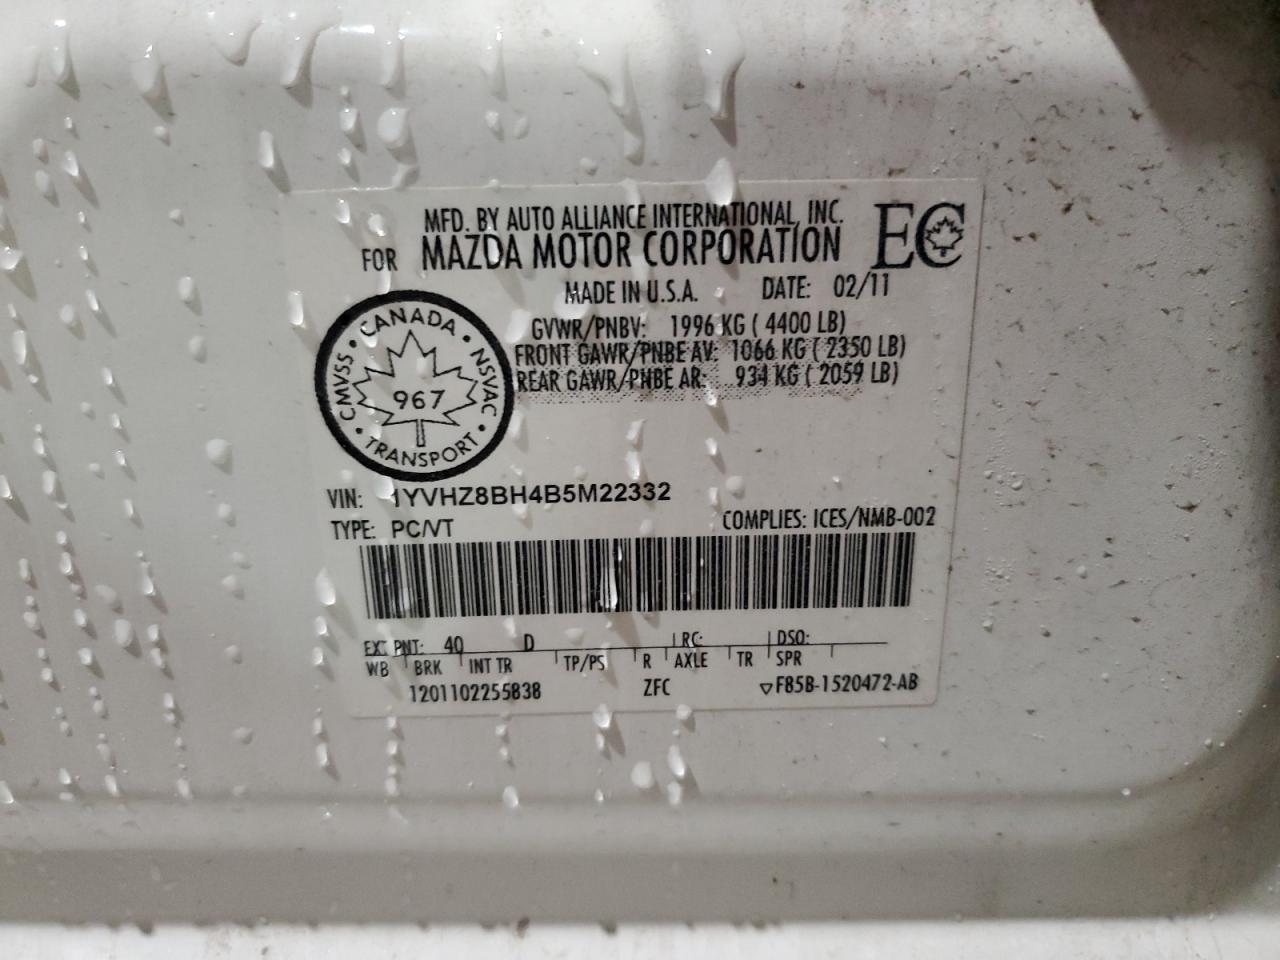 MFD. BY AUTO ALLIANCE INTERNATIONAL, INC.
FOR MAZDA MOTOR CORPORATION
EC
MADE IN U.S.A. DATE: 02/11
GVWR/PNBV: 1996 KG ( 4400 LB)
FRONT GAWR/PNBE AV: 1066 KG ( 2350 LB)
REAR GAWR/PNBE AR: 934 KG ( 2059 LB)
CANADA • NSVAC • TRANSPORT • CMVSS •
967
VIN: 1YVHZ8BH4B5M22332
TYPE: PC/VT
COMPLIES: ICES/NMB-002
EXT PNT: 40 D RC: DSO:
WB BRK INT TR TP/PS R AXLE TR SPR
1201102255838 ZFC ▽F85B-1520472-AB